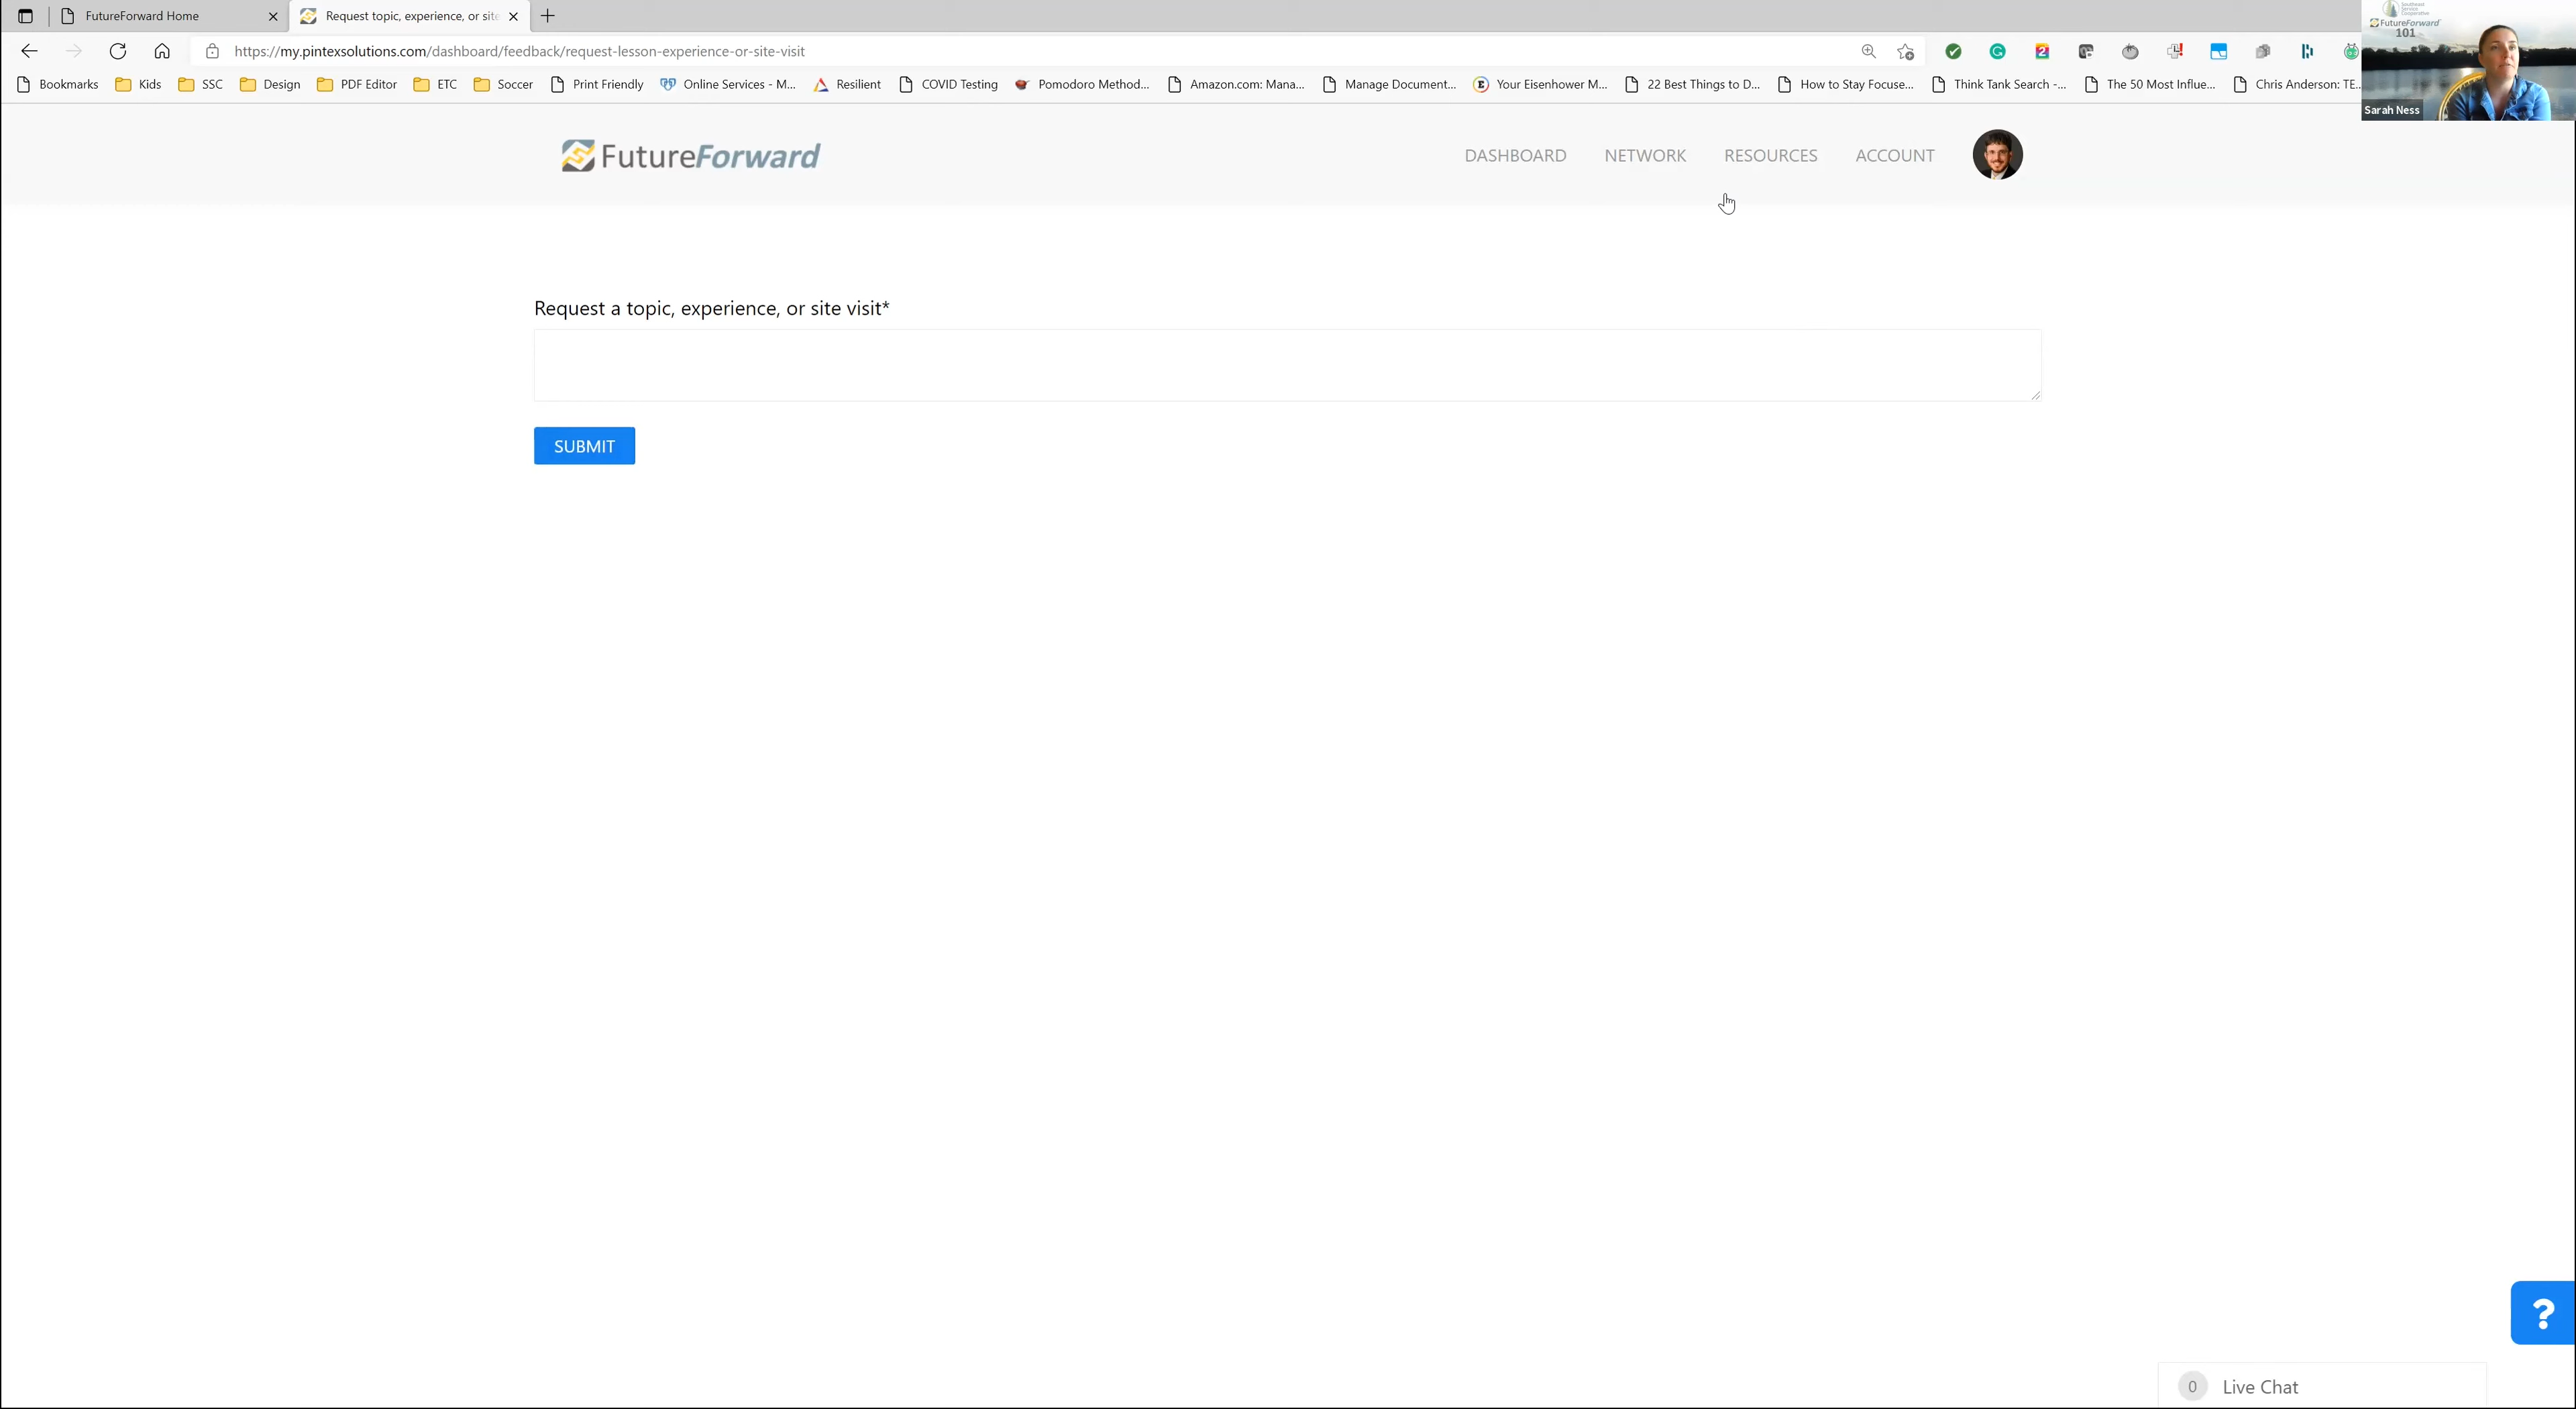 FutureForward Home
Request topic, experience, or site
https://my.pintexsolutions.com/dashboard/feedback/request-lesson-experience-or-site-visit
Bookmarks Kids SSC Design PDF Editor ETC Soccer Print Friendly Online Services - M... Resilient COVID Testing Pomodoro Method... Amazon.com: Mana... Manage Document... Your Eisenhower M... 22 Best Things to D... How to Stay Focuse... Think Tank Search -... The 50 Most Influe... Chris Anderson: TE...
Southeast
Service
Cooperative
FutureForward
101
Sarah Ness
FutureForward
DASHBOARD NETWORK RESOURCES ACCOUNT
Request a topic, experience, or site visit*
SUBMIT
?
0 Live Chat